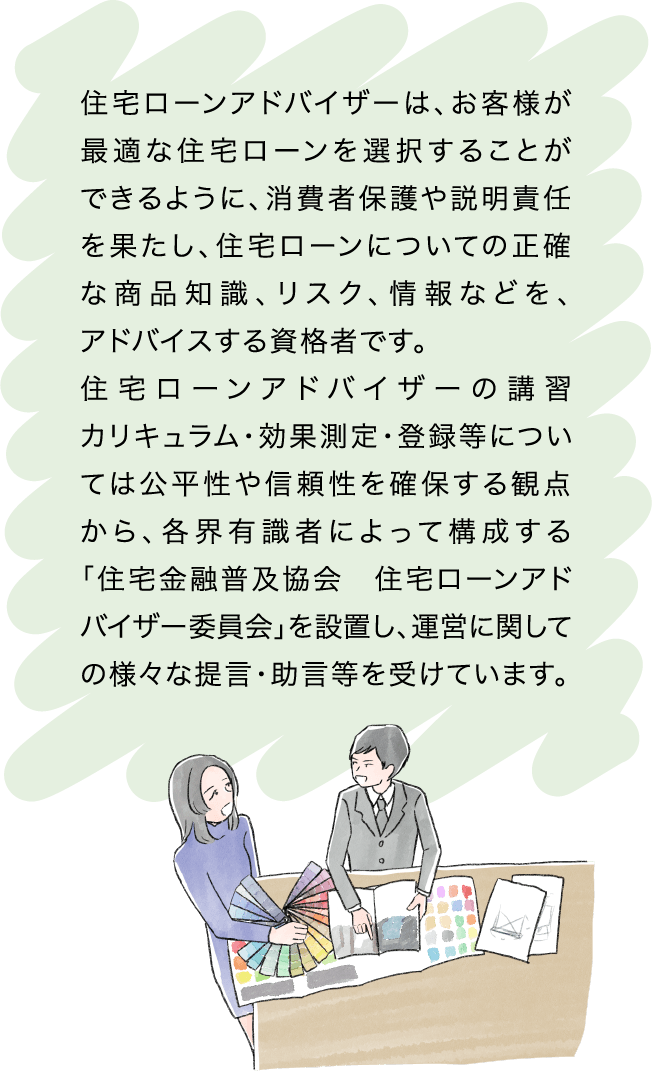 住宅ローンアドバイザーは、お客様が
最適な住宅ローンを選択することが
できるように、消費者保護や説明責任
を果たし、住宅ローンについての正確
な商品知識、リスク、情報などを、
アドバイスする資格者です。
住宅ローンアドバイザーの講習
カリキュラム・効果測定・登録等につい
ては公平性や信頼性を確保する観点
から、各界有識者によって構成する
「住宅金融普及協会　住宅ローンアド
バイザー委員会」を設置し、運営に関して
の様々な提言・助言等を受けています。